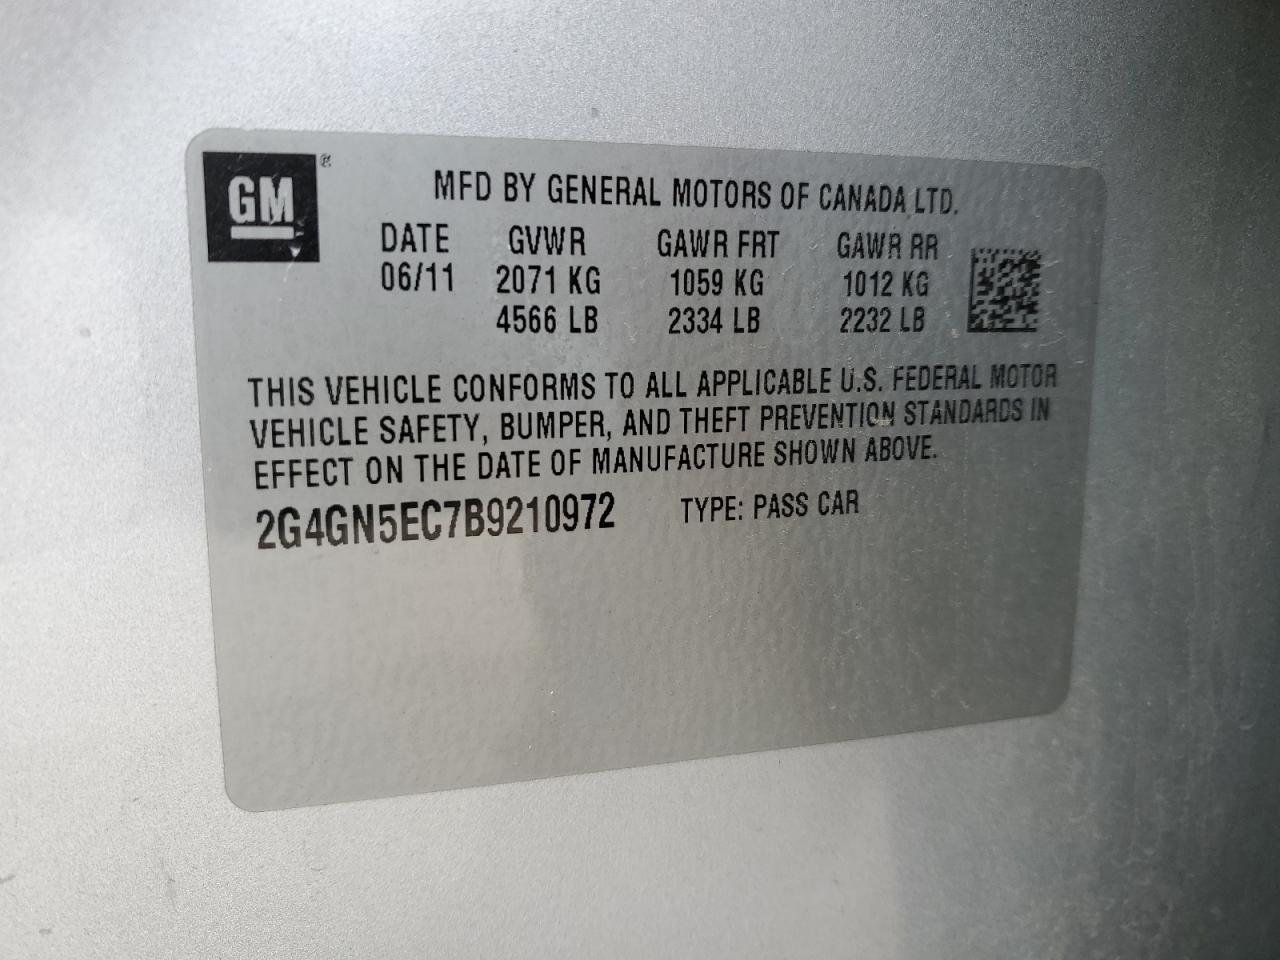 GM ®
MFD BY GENERAL MOTORS OF CANADA LTD.
DATE GVWR GAWR FRT GAWR RR
06/11 2071 KG 1059 KG 1012 KG
4566 LB 2334 LB 2232 LB
THIS VEHICLE CONFORMS TO ALL APPLICABLE U.S. FEDERAL MOTOR
VEHICLE SAFETY, BUMPER, AND THEFT PREVENTION STANDARDS IN
EFFECT ON THE DATE OF MANUFACTURE SHOWN ABOVE.
2G4GN5EC7B9210972 TYPE: PASS CAR